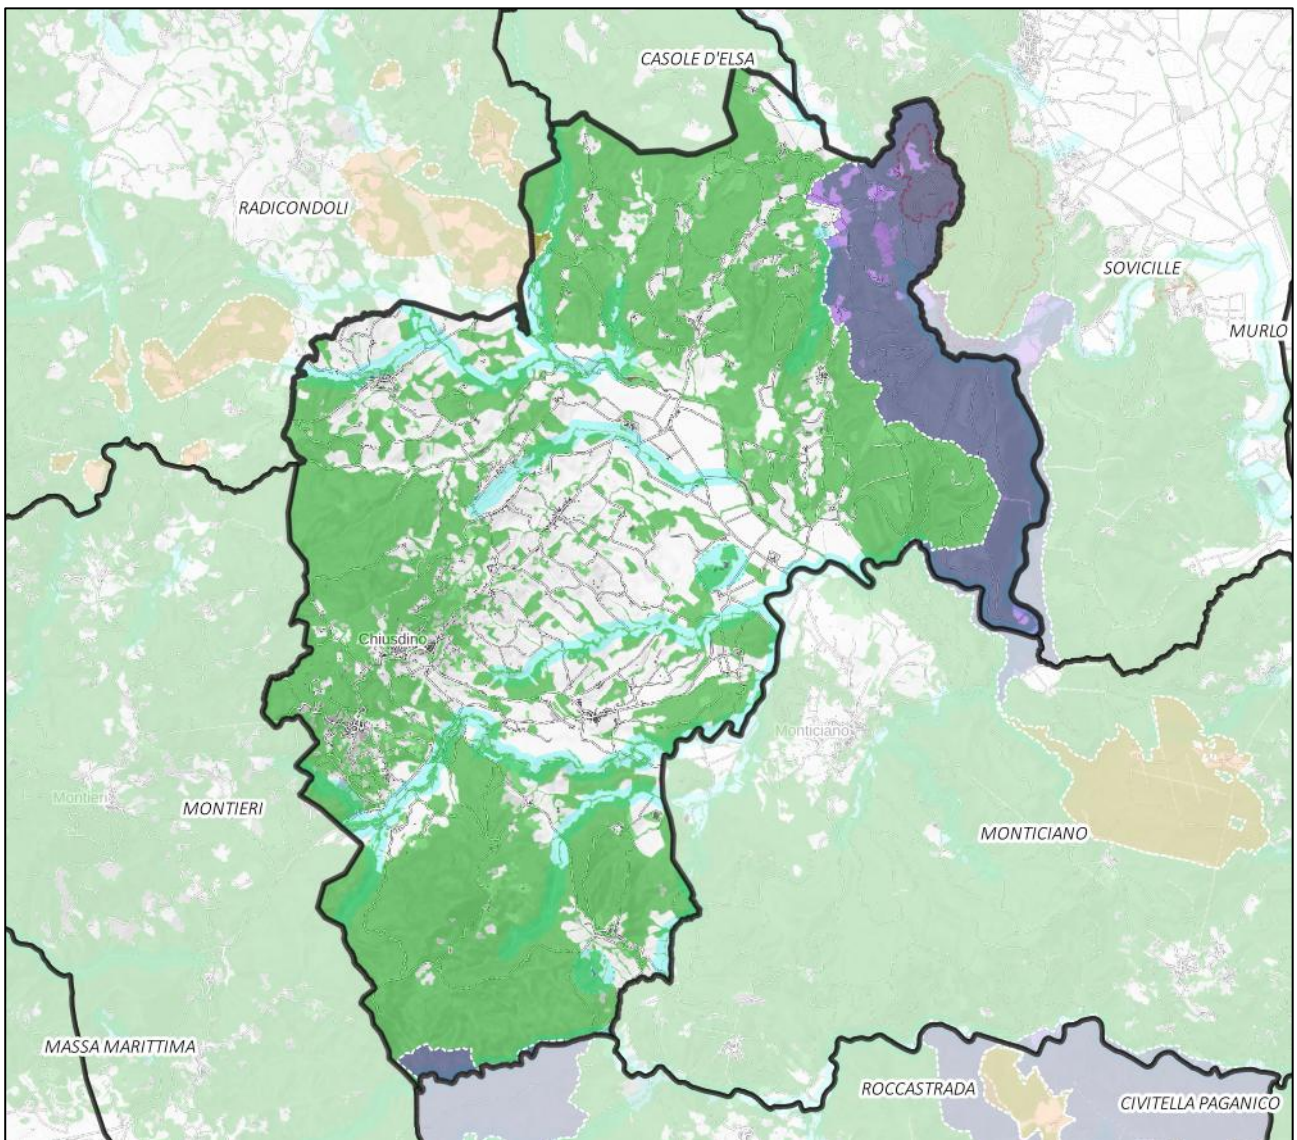 CASOLE D'ELSA
RADICONDOLI
SOVICILLE
MURLO
Chiusdino
Monticiano
Montieri
MONTIERI
MONTICIANO
MASSA MARITTIMA
ROCCASTRADA
CIVITELLA PAGANICO